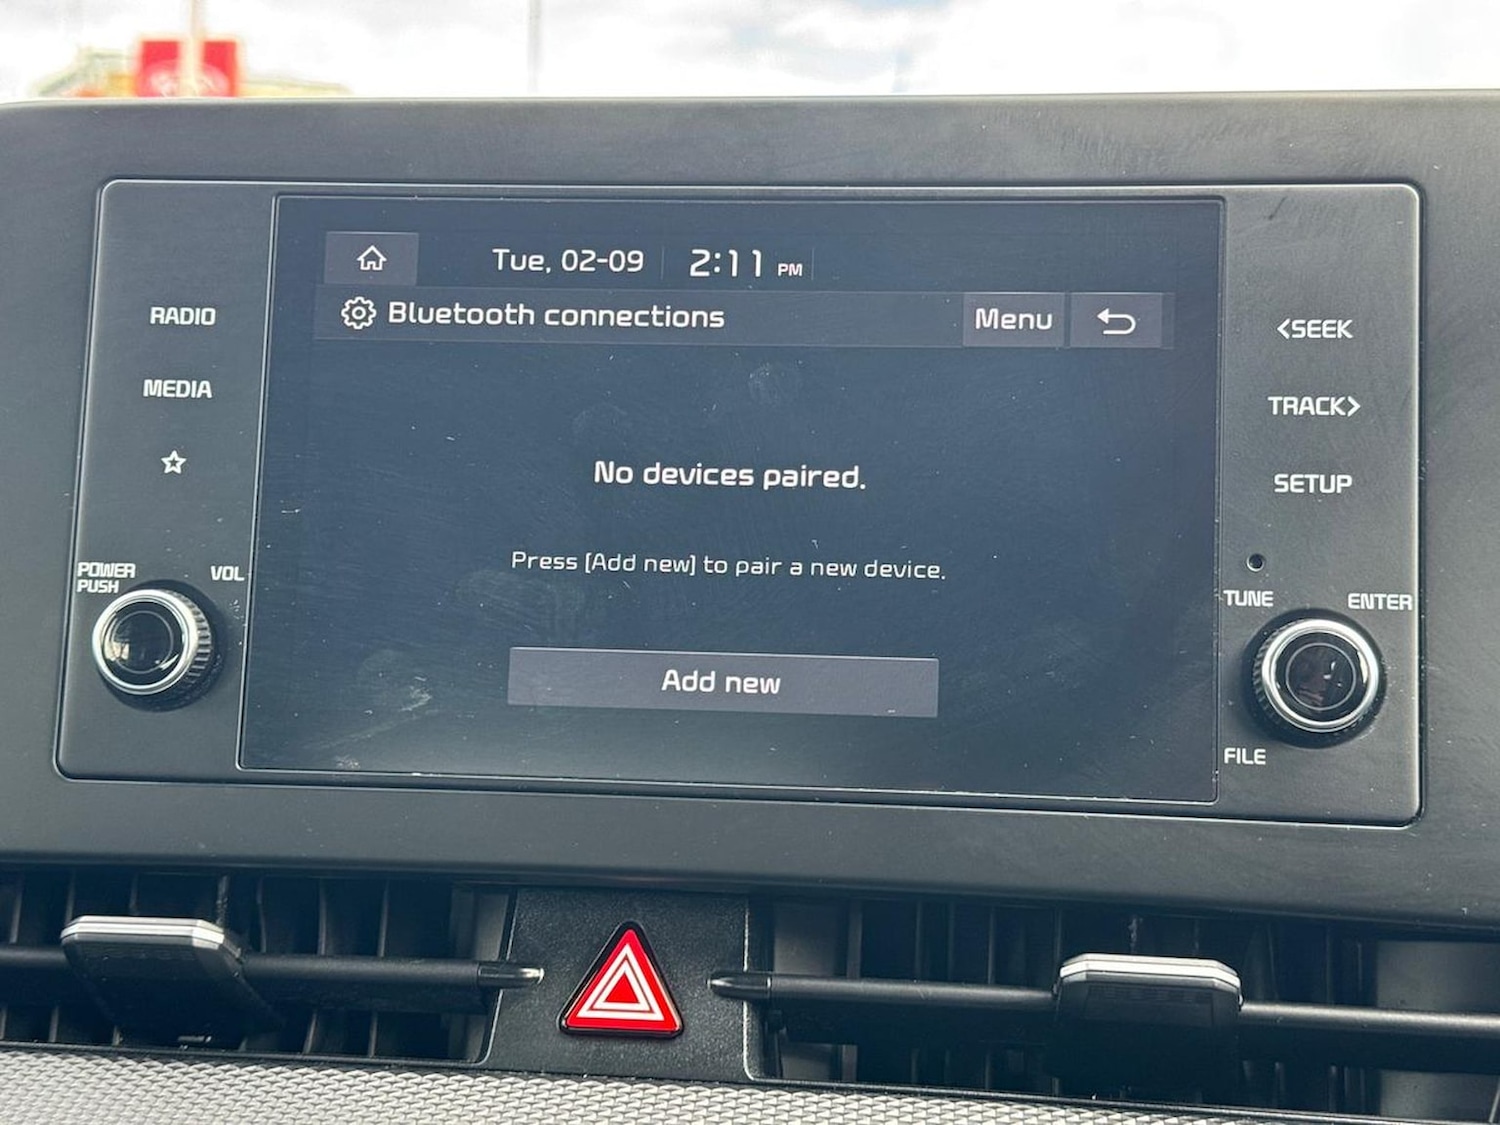 Tue, 02-09
2:11 PM
Bluetooth connections
Menu
No devices paired.
Press [Add new] to pair a new device.
Add new
RADIO
MEDIA
POWER
PUSH
VOL
<SEEK
TRACK>
SETUP
TUNE
ENTER
FILE